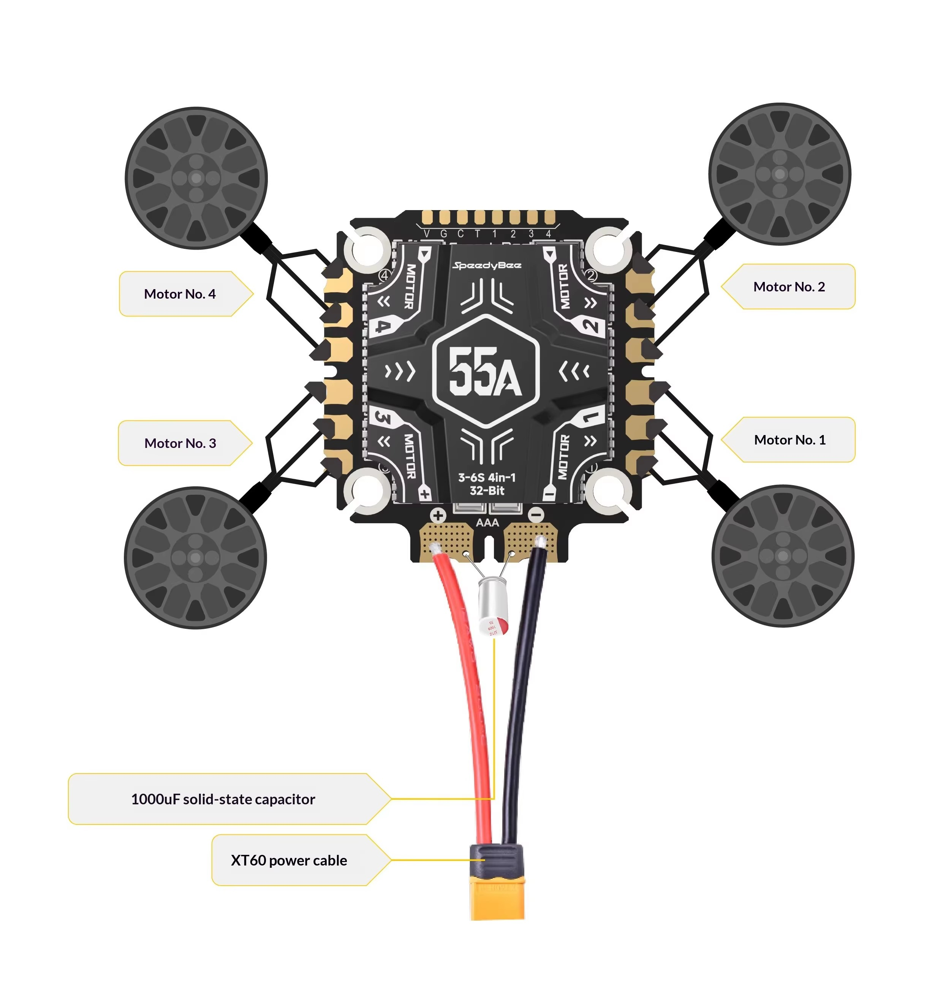 V G C T 1 2 3 4
SpeedyBee
④ MOTOR 4
② MOTOR 2
Motor No. 4
Motor No. 2
55A
3 MOTOR +
1 MOTOR −
Motor No. 3
Motor No. 1
3-6S 4in-1
32-Bit
+ AAA −
1000uF solid-state capacitor
XT60 power cable